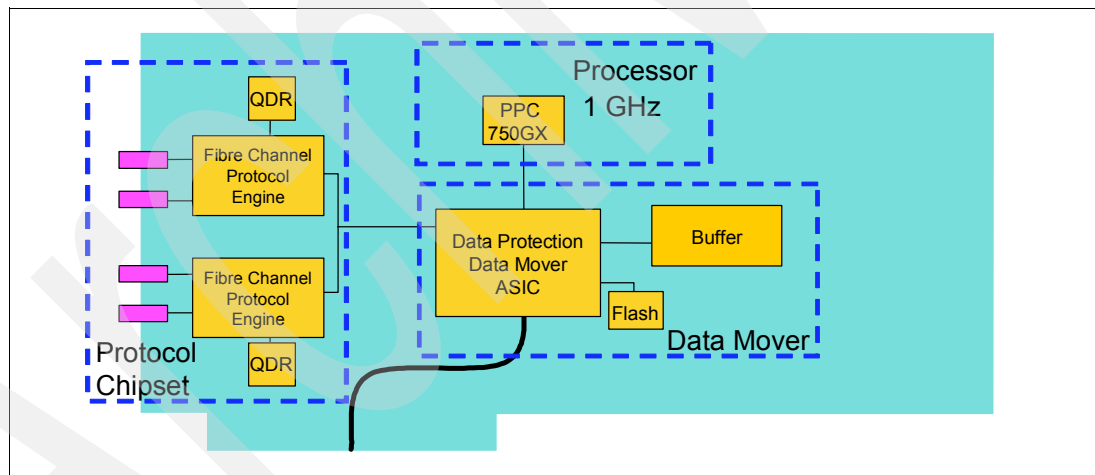 Processor
1 GHz
PPC
750GX
QDR
Fibre Channel
Protocol
Engine
Fibre Channel
Protocol
Engine
QDR
Protocol
Chipset
Data Protection
Data Mover
ASIC
Buffer
Flash
Data Mover